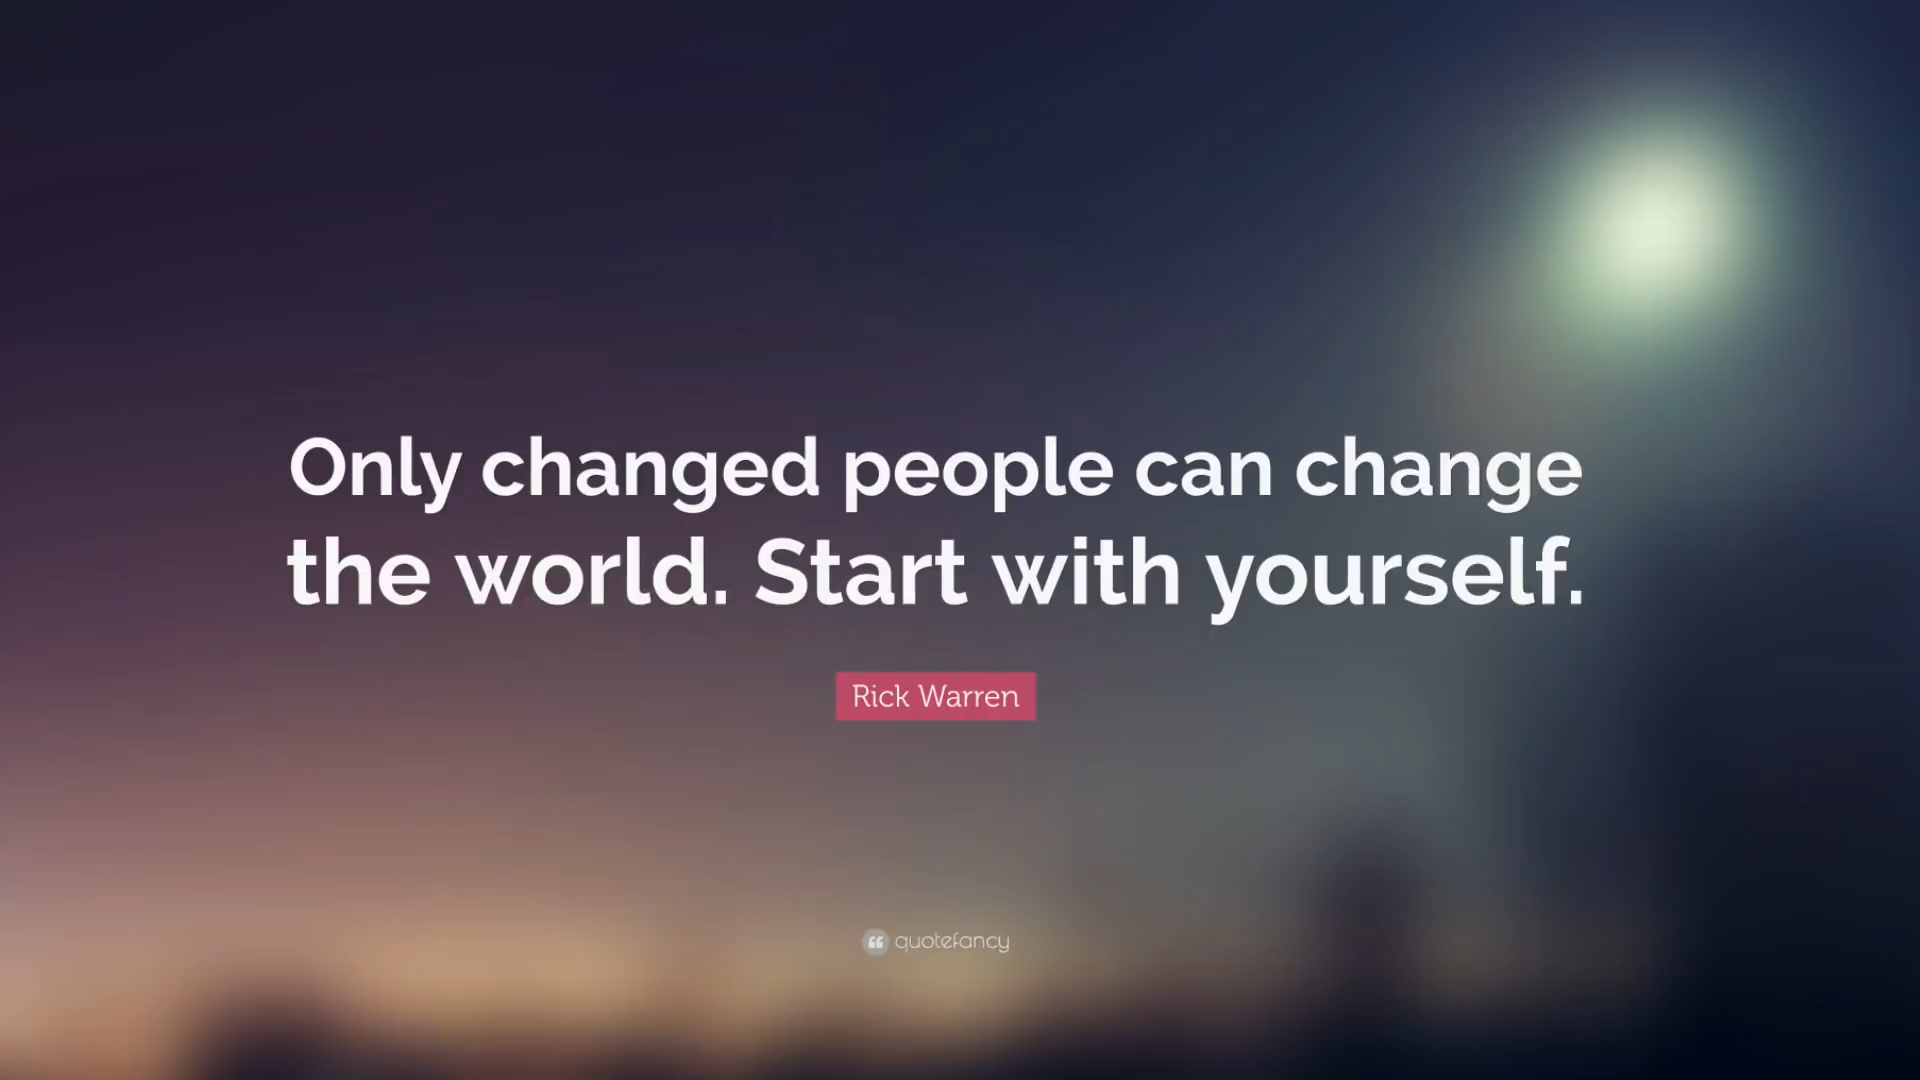 Only changed people can change
the world. Start with yourself.
Rick Warren
quotefancy